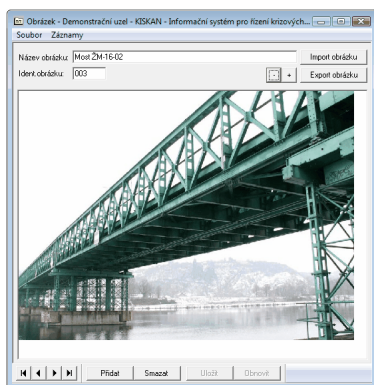 Obrázek - Demonstrační uzel - KISKAN - Informační systém pro řízení krizových...
Soubor Záznamy
Název obrázku: Most ŽM-16-02 Import obrázku
Ident.obrázku: 003 - + Export obrázku
Přidat Smazat Uložit Obnovit